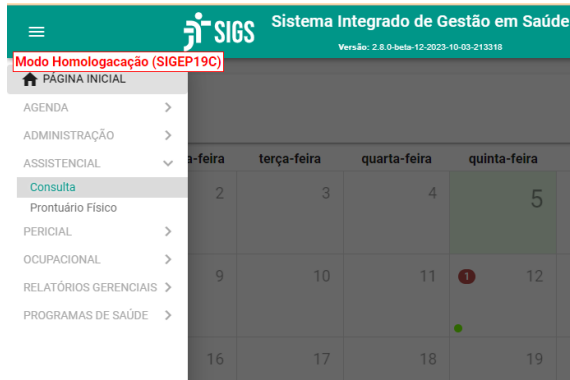 SIGS
Sistema Integrado de Gestão em Saúde
Versão: 2.8.0-beta-12-2023-10-03-213318
Modo Homologacação (SIGEP19C)
PÁGINA INICIAL
AGENDA
ADMINISTRAÇÃO
ASSISTENCIAL
Consulta
Prontuário Físico
PERICIAL
OCUPACIONAL
RELATÓRIOS GERENCIAIS
PROGRAMAS DE SAÚDE
a-feira terça-feira quarta-feira quinta-feira
2 3 4 5
9 10 11 1 12
16 17 18 19